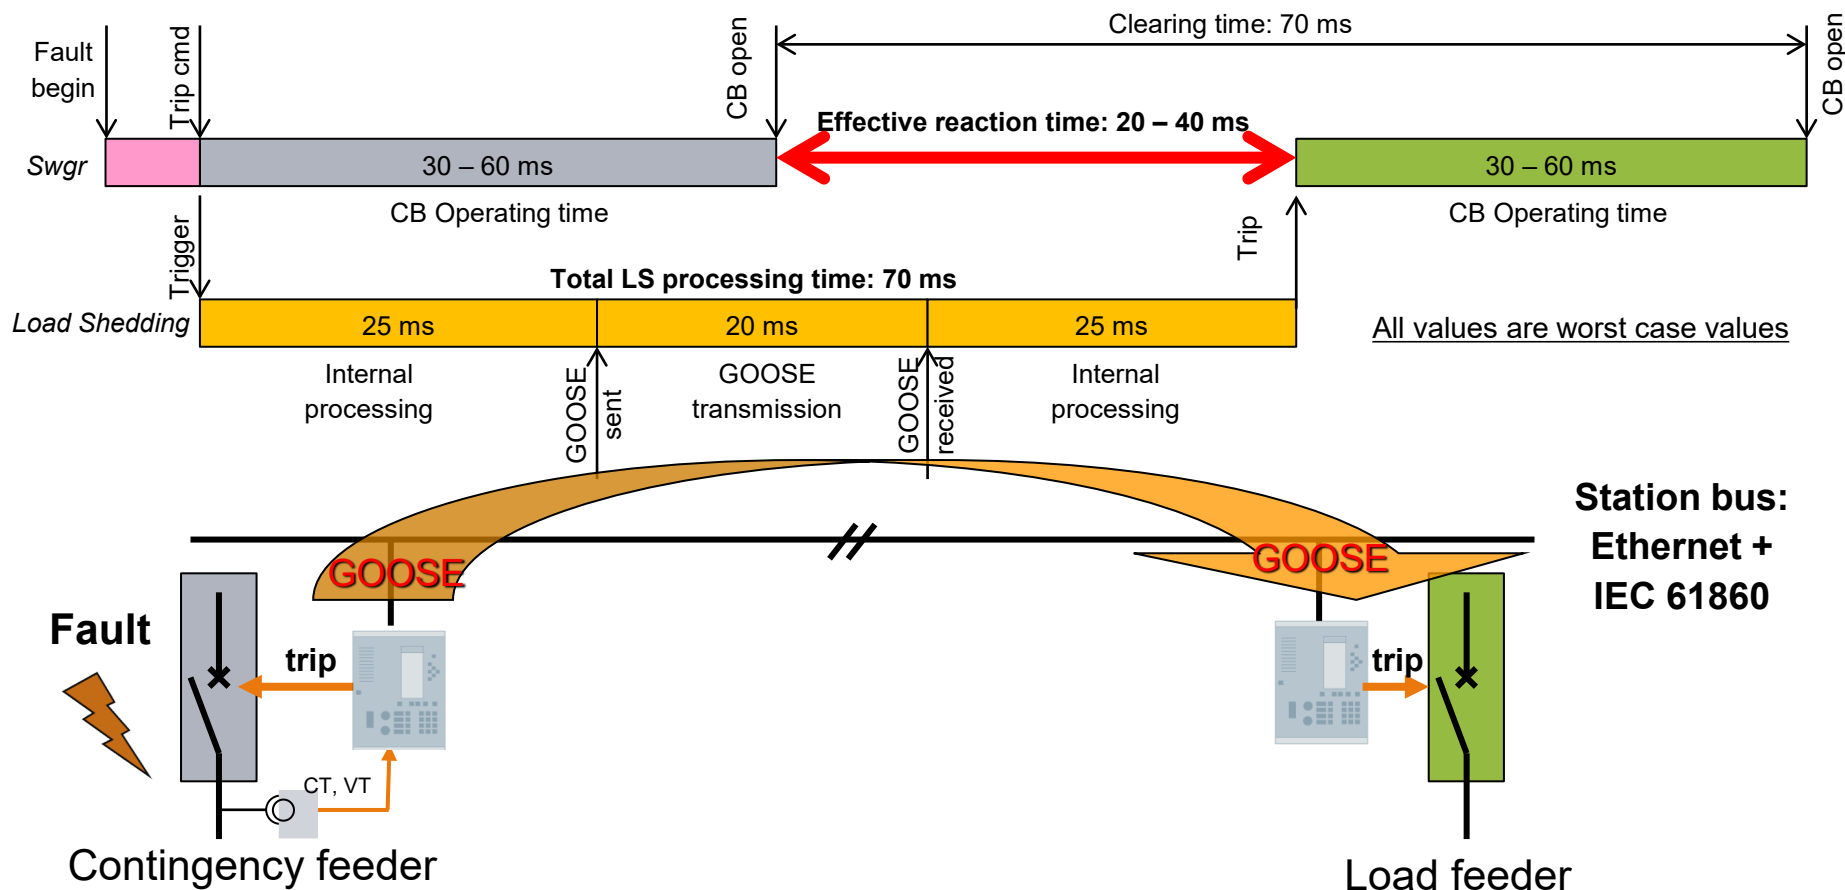 Clearing time: 70 ms
Fault
begin
Trip cmd
CB open
CB open
Effective reaction time: 20 – 40 ms
Swgr
30 – 60 ms
30 – 60 ms
CB Operating time
CB Operating time
Trigger
Trip
Total LS processing time: 70 ms
Load Shedding
25 ms
20 ms
25 ms
All values are worst case values
Internal
processing
GOOSE
sent
GOOSE
transmission
GOOSE
received
Internal
processing
Station bus:
Ethernet +
IEC 61860
GOOSE
GOOSE
Fault
trip
trip
CT, VT
Contingency feeder
Load feeder